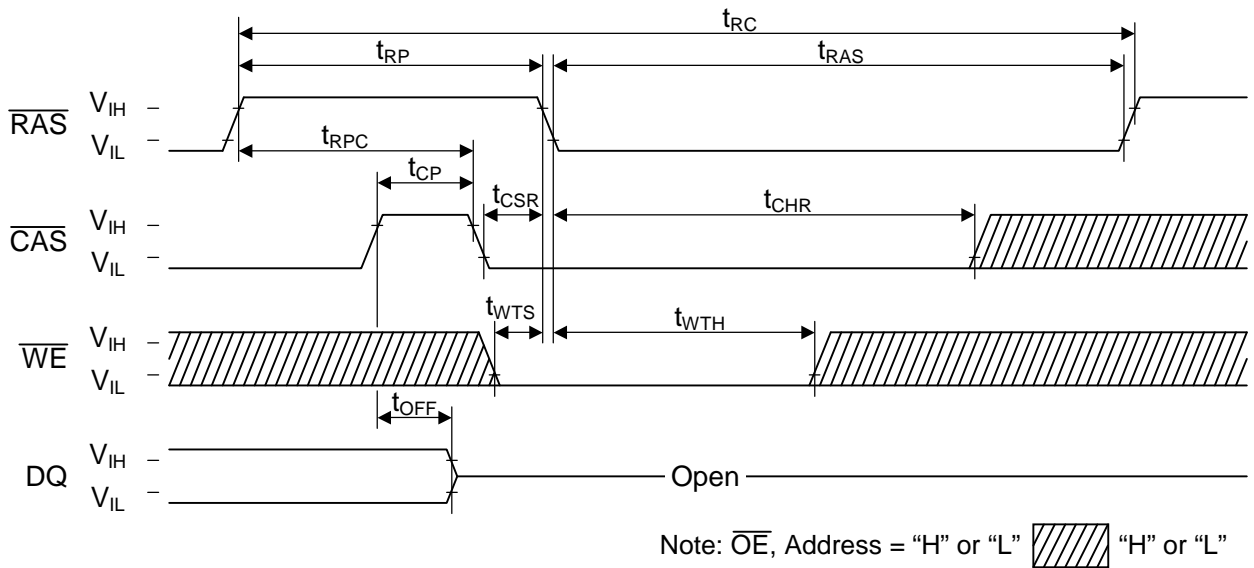 tRC
tRP
tRAS
RAS
VIH
VIL
tRPC
tCP
tCSR
tCHR
CAS
VIH
VIL
tWTS
tWTH
WE
VIH
VIL
tOFF
DQ
VIH
VIL
Open
Note: OE, Address = “H” or “L” “H” or “L”